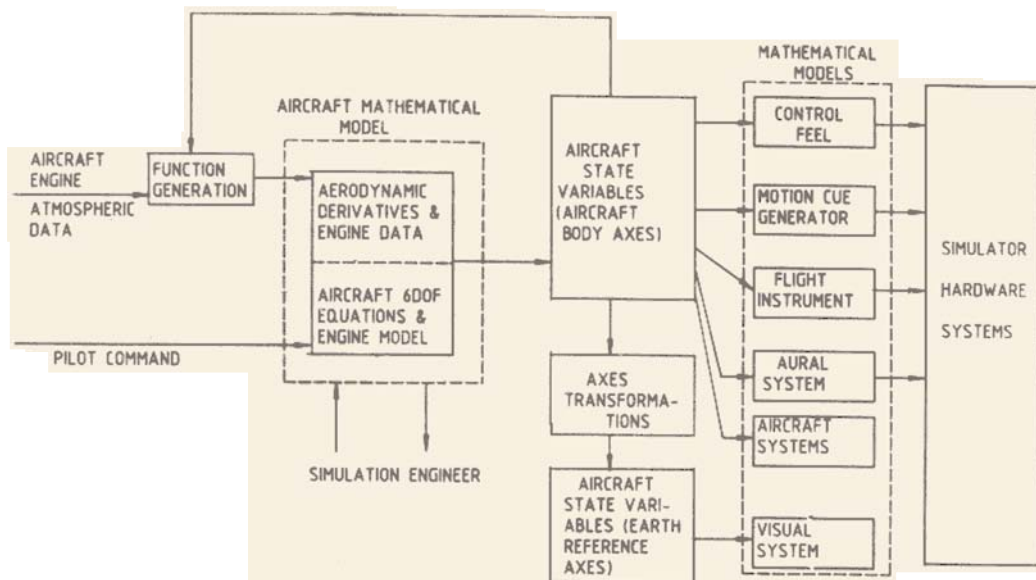 AIRCRAFT
ENGINE
ATMOSPHERIC
DATA
FUNCTION
GENERATION
PILOT COMMAND
AIRCRAFT MATHEMATICAL
MODEL
AERODYNAMIC
DERIVATIVES &
ENGINE DATA
AIRCRAFT 6DOF
EQUATIONS &
ENGINE MODEL
SIMULATION ENGINEER
AIRCRAFT
STATE
VARIABLES
(AIRCRAFT
BODY AXES)
AXES
TRANSFORMA-
TIONS
AIRCRAFT
STATE VARI-
ABLES (EARTH
REFERENCE
AXES)
MATHEMATICAL
MODELS
CONTROL
FEEL
MOTION CUE
GENERATOR
FLIGHT
INSTRUMENT
AURAL
SYSTEM
AIRCRAFT
SYSTEMS
VISUAL
SYSTEM
SIMULATOR
HARDWARE
SYSTEMS